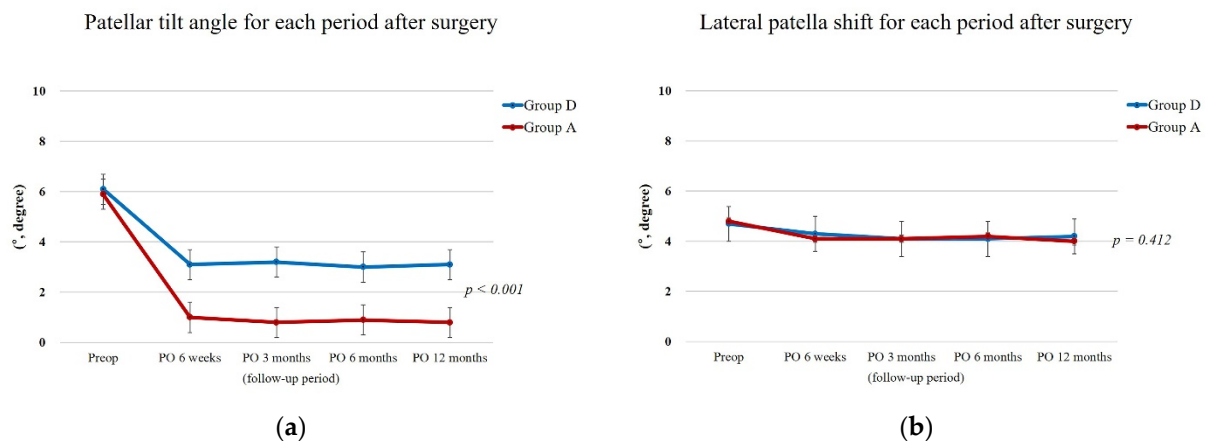 Patellar tilt angle for each period after surgery
10
8
6
4
2
0
(°, degree)
Group D
Group A
p < 0.001
Preop PO 6 weeks PO 3 months PO 6 months PO 12 months
(follow-up period)
(a)
Lateral patella shift for each period after surgery
10
8
6
4
2
0
(°, degree)
Group D
Group A
p = 0.412
Preop PO 6 weeks PO 3 months PO 6 months PO 12 months
(follow-up period)
(b)